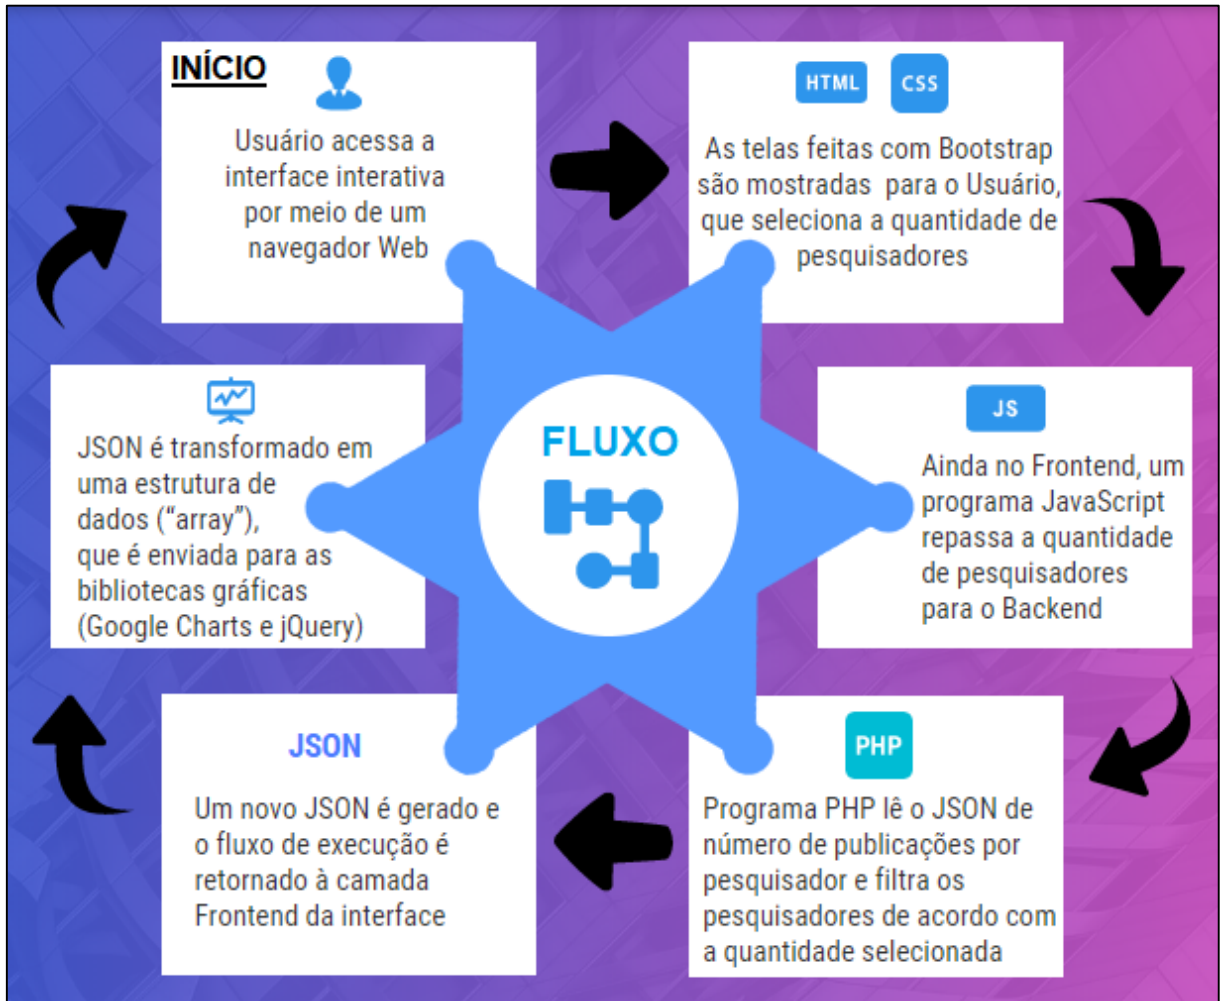 INÍCIO
Usuário acessa a
interface interativa
por meio de um
navegador Web
HTML
CSS
As telas feitas com Bootstrap
são mostradas para o Usuário,
que seleciona a quantidade de
pesquisadores
JS
Ainda no Frontend, um
programa JavaScript
repassa a quantidade
de pesquisadores
para o Backend
PHP
Programa PHP lê o JSON de
número de publicações por
pesquisador e filtra os
pesquisadores de acordo com
a quantidade selecionada
JSON
Um novo JSON é gerado e
o fluxo de execução é
retornado à camada
Frontend da interface
JSON é transformado em
uma estrutura de
dados (“array”),
que é enviada para as
bibliotecas gráficas
(Google Charts e jQuery)
FLUXO